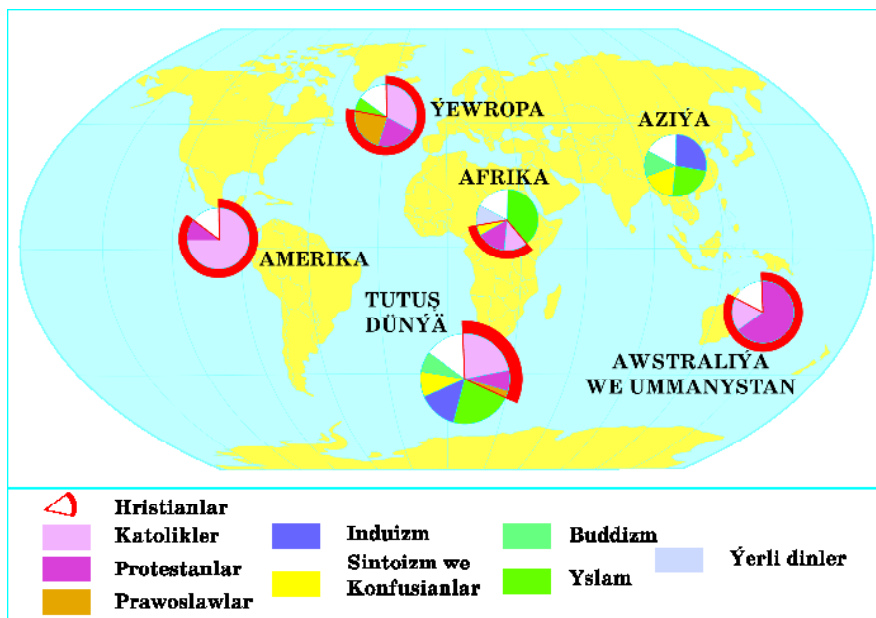 ÝEWROPA
AZIÝA
AFRIKA
AMERIKA
TUTUŞ
DÜNÝÄ
AWSTRALIÝA
WE UMMANYSTAN
Hristianlar
Katolikler
Protestanlar
Prawoslawlar
Induizm
Sintoizm we
Konfusianlar
Buddizm
Yslam
Ýerli dinler